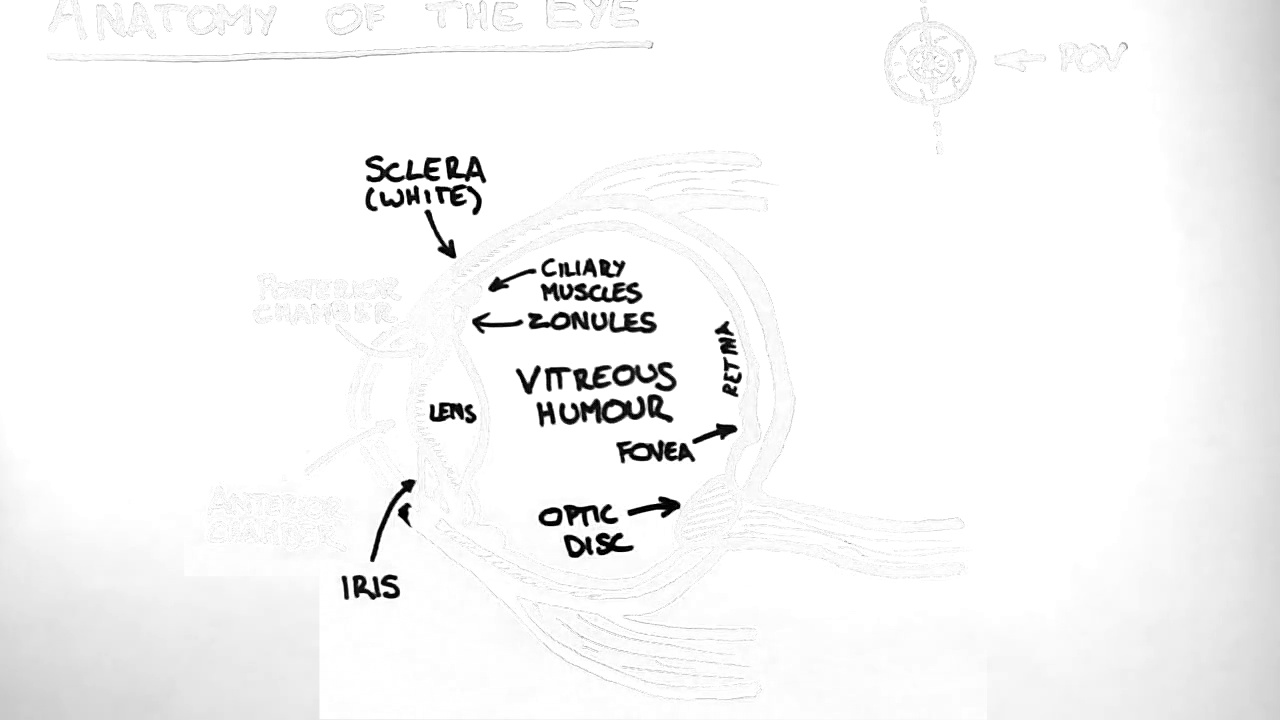 ANATOMY OF THE EYE
POV
SCLERA
(WHITE)
CILIARY
MUSCLES
ZONULES
POSTERIOR
CHAMBER
RETINA
VITREOUS
HUMOUR
LENS
FOVEA
ANTERIOR
CHAMBER
OPTIC
DISC
IRIS